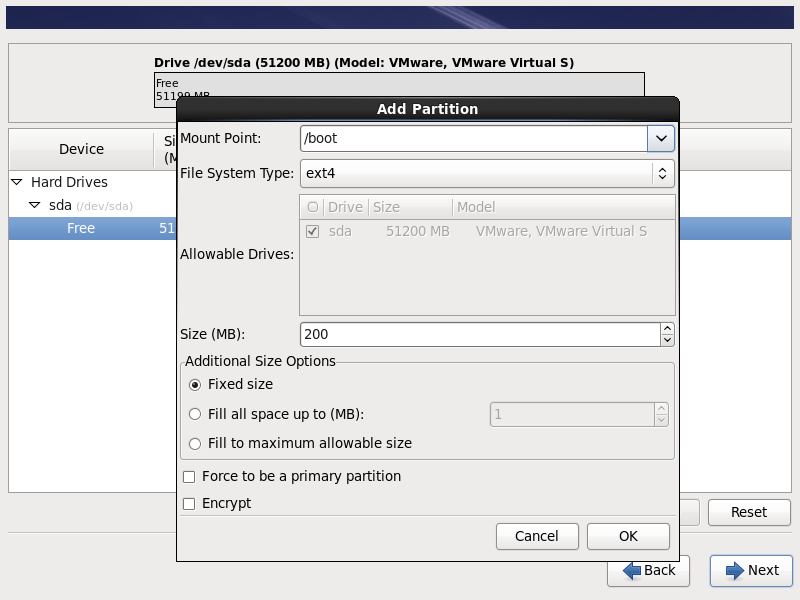 Drive /dev/sda (51200 MB) (Model: VMware, VMware Virtual S)
Free
51199 MB
Add Partition
Mount Point: /boot
File System Type: ext4
Drive Size Model
sda 51200 MB VMware, VMware Virtual S
Allowable Drives:
Size (MB): 200
Additional Size Options
Fixed size
Fill all space up to (MB): 1
Fill to maximum allowable size
Force to be a primary partition
Encrypt
Cancel OK
Device
Hard Drives
sda (/dev/sda)
Free 51
Reset
Back Next